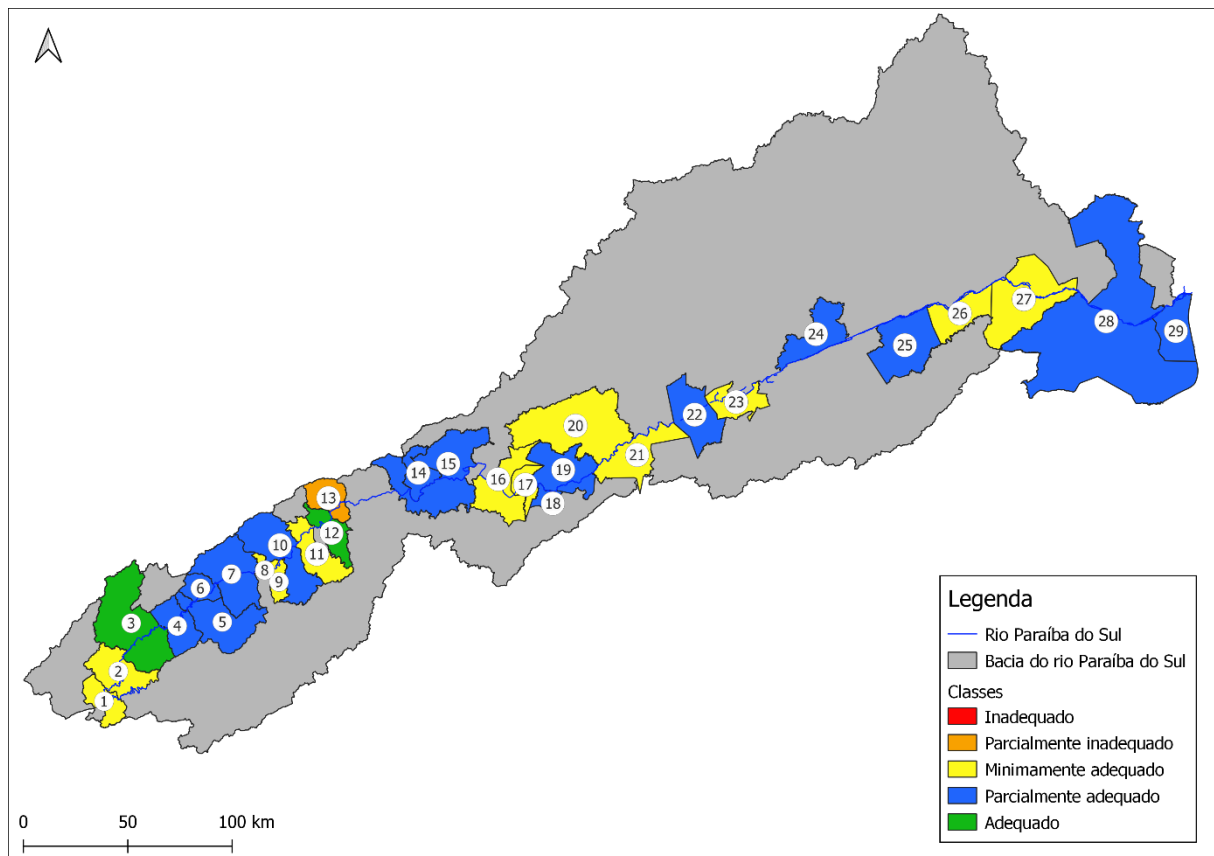 1
2
3
4
5
6
7
8
9
10
11
12
13
14
15
16
17
18
19
20
21
22
23
24
25
26
27
28
29
Legenda
Rio Paraíba do Sul
Bacia do rio Paraíba do Sul
Classes
Inadequado
Parcialmente inadequado
Minimamente adequado
Parcialmente adequado
Adequado
0 50 100 km